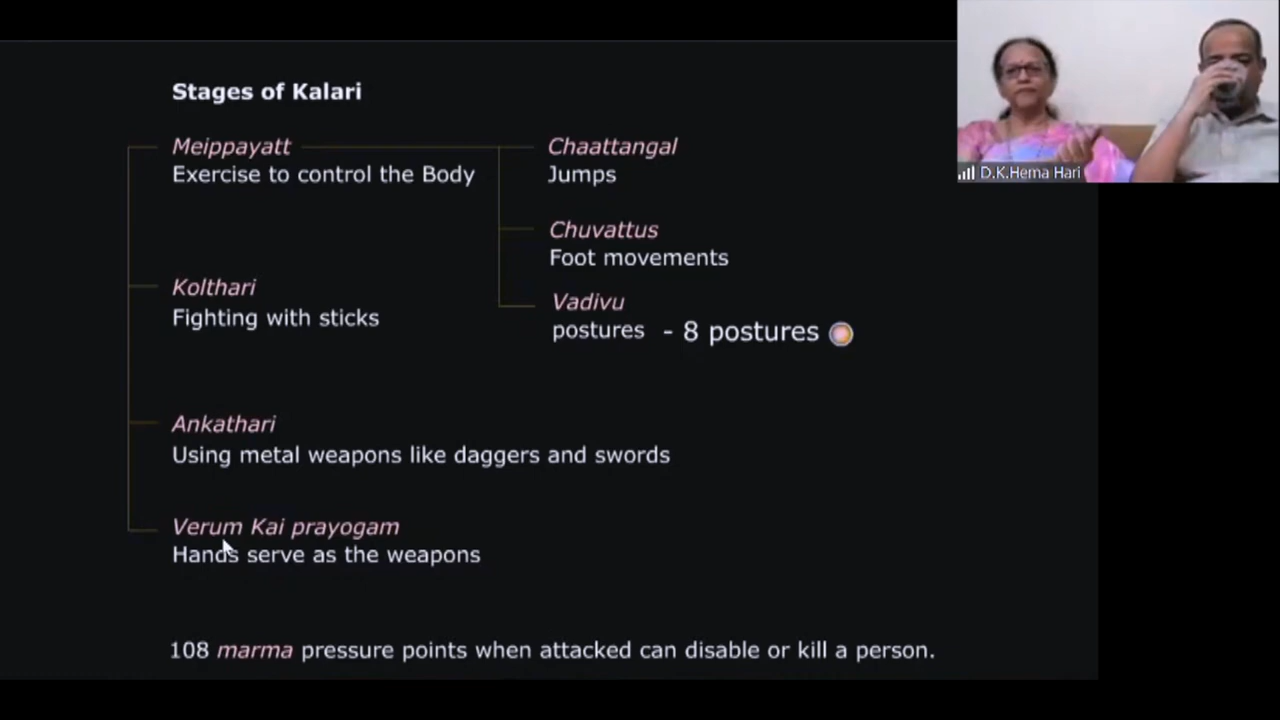 Stages of Kalari
Meippayatt
Exercise to control the Body
Chaattangal
Jumps
Chuvattus
Foot movements
Vadivu
postures - 8 postures
Kolthari
Fighting with sticks
Ankathari
Using metal weapons like daggers and swords
Verum Kai prayogam
Hands serve as the weapons
108 marma pressure points when attacked can disable or kill a person.
D.K.Hema Hari